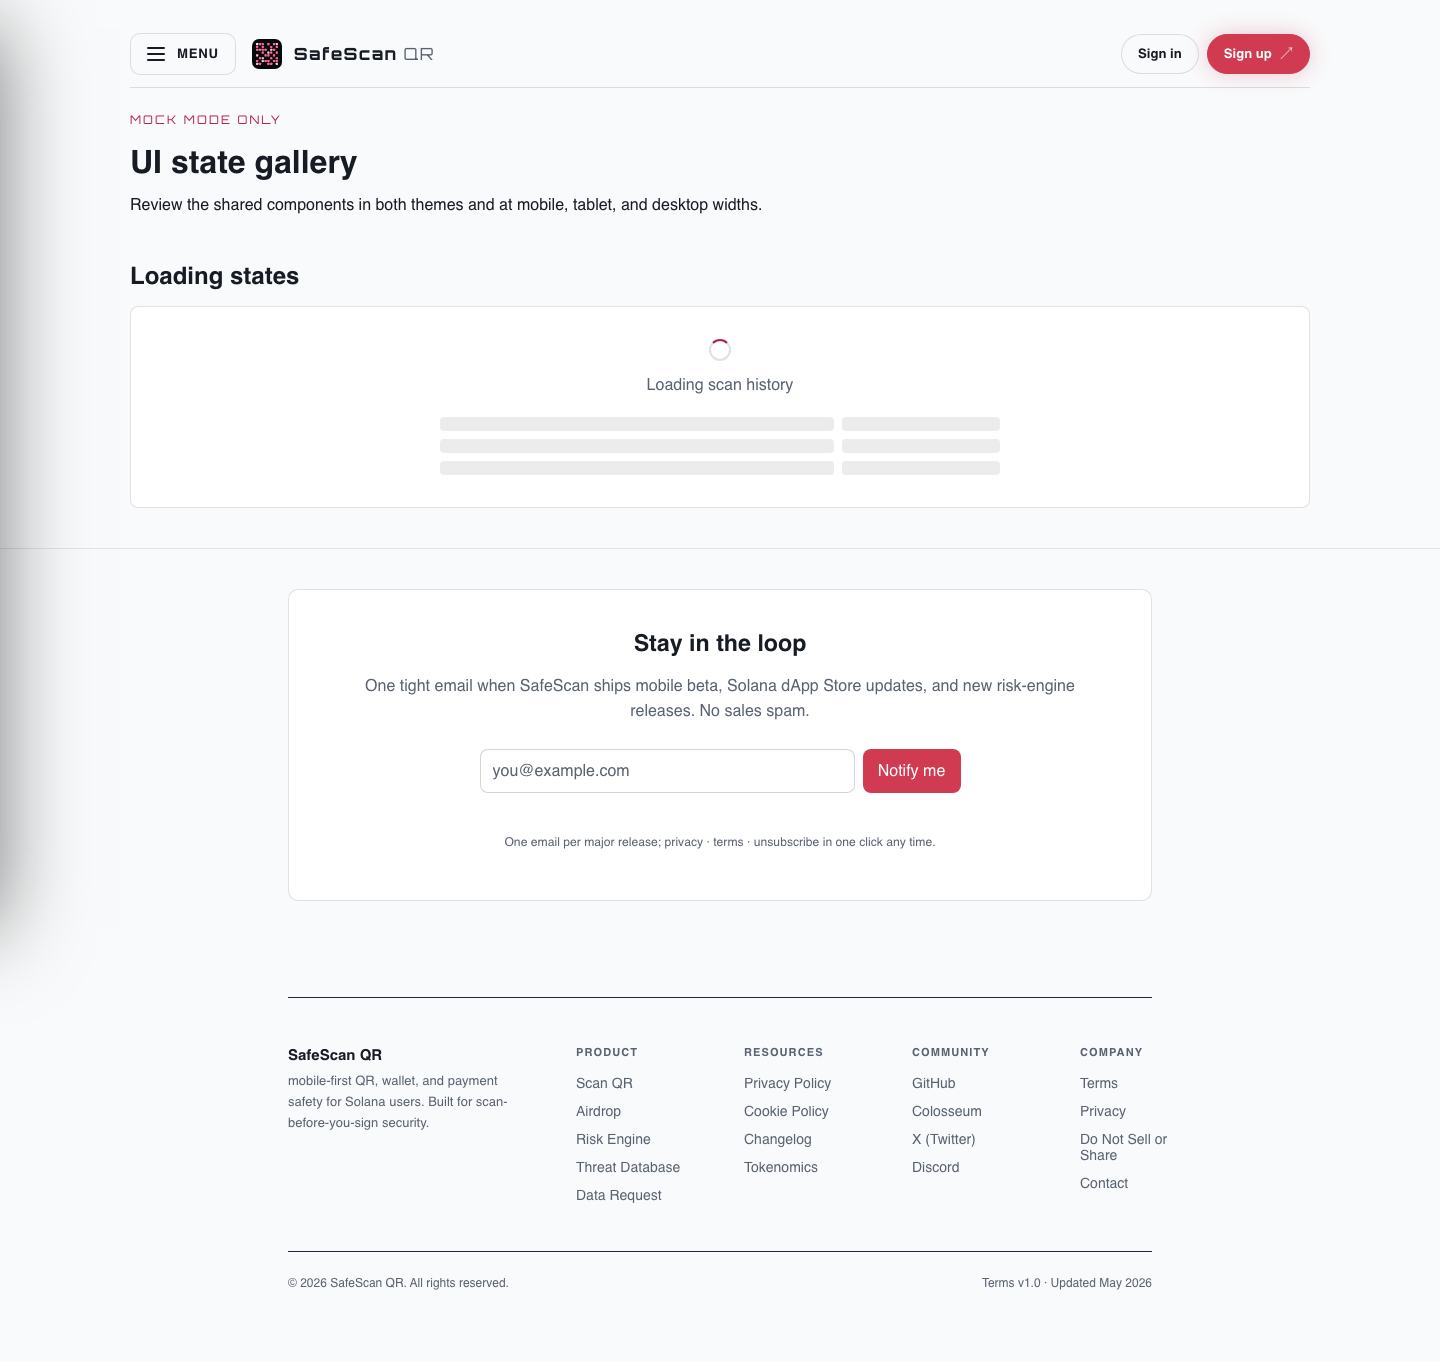 MENU
SafeScan QR
Sign in
Sign up
MOCK MODE ONLY
UI state gallery
Review the shared components in both themes and at mobile, tablet, and desktop widths.
Loading states
Loading scan history
Stay in the loop
One tight email when SafeScan ships mobile beta, Solana dApp Store updates, and new risk-engine
releases. No sales spam.
you@example.com
Notify me
One email per major release; privacy · terms · unsubscribe in one click any time.
SafeScan QR
mobile-first QR, wallet, and payment
safety for Solana users. Built for scan-
before-you-sign security.
PRODUCT
Scan QR
Airdrop
Risk Engine
Threat Database
Data Request
RESOURCES
Privacy Policy
Cookie Policy
Changelog
Tokenomics
COMMUNITY
GitHub
Colosseum
X (Twitter)
Discord
COMPANY
Terms
Privacy
Do Not Sell or
Share
Contact
© 2026 SafeScan QR. All rights reserved.
Terms v1.0 · Updated May 2026